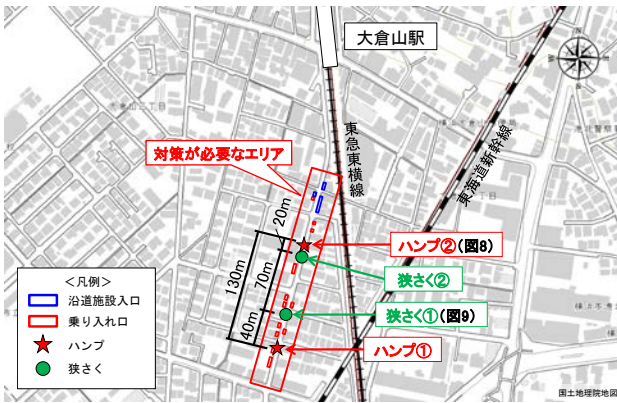 大倉山駅
東急東横線
東海道新幹線
対策が必要なエリア
20m
130m
70m
40m
ハンプ②(図8)
狭さく②
狭さく①(図9)
ハンプ①
<凡例>
沿道施設入口
乗り入れ口
ハンプ
狭さく
国土地理院地図